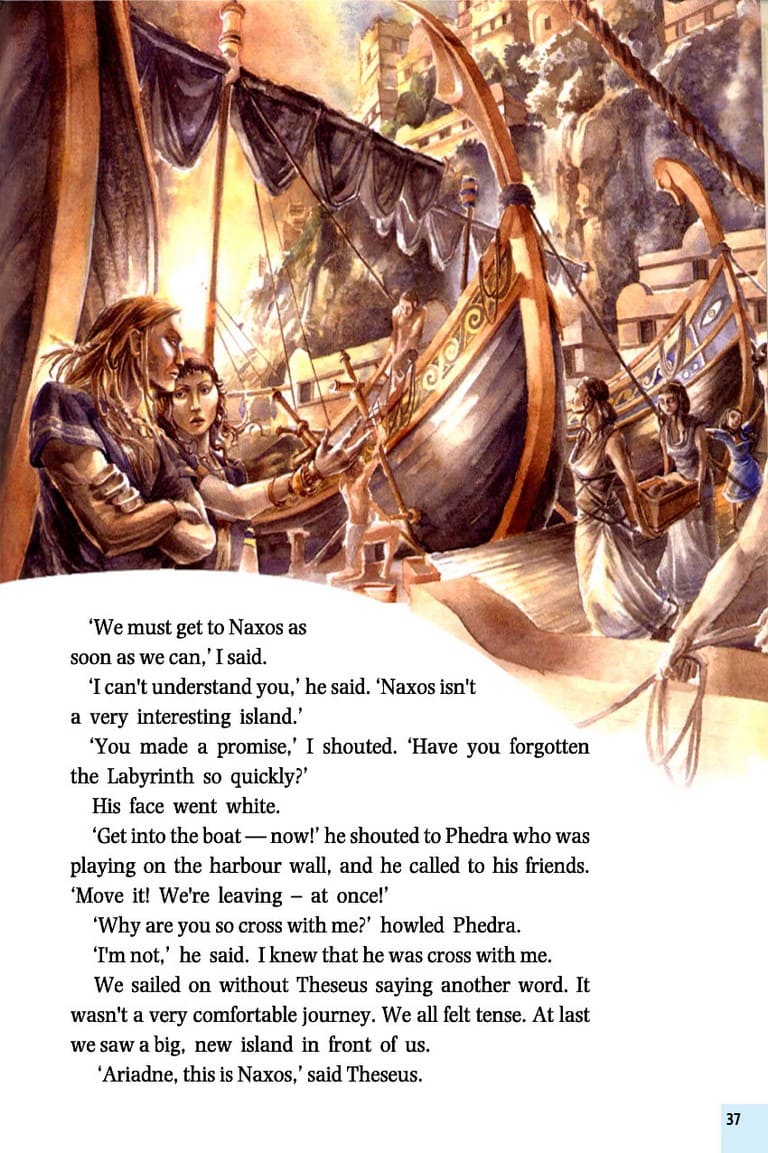 ‘We must get to Naxos as
soon as we can,’ I said.
‘I can't understand you,’ he said. ‘Naxos isn't
a very interesting island.’
‘You made a promise,’ I shouted. ‘Have you forgotten
the Labyrinth so quickly?’
His face went white.
‘Get into the boat — now!’ he shouted to Phedra who was
playing on the harbour wall, and he called to his friends.
‘Move it! We're leaving – at once!’
‘Why are you so cross with me?’ howled Phedra.
‘I'm not,’ he said. I knew that he was cross with me.
We sailed on without Theseus saying another word. It
wasn't a very comfortable journey. We all felt tense. At last
we saw a big, new island in front of us.
‘Ariadne, this is Naxos,’ said Theseus.
37